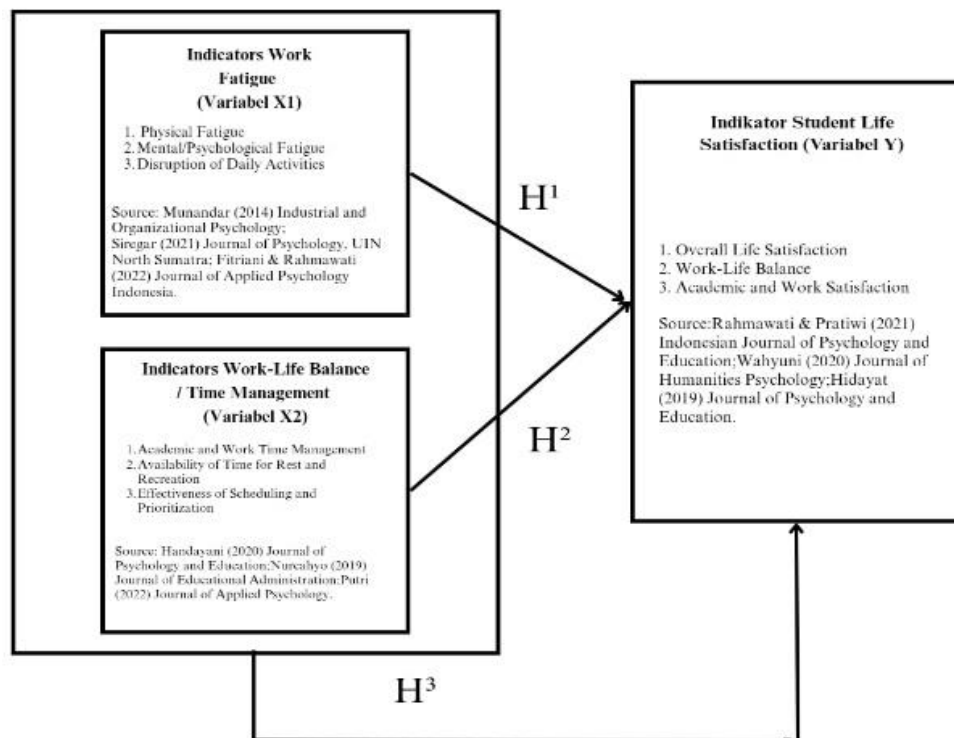 Indicators Work
Fatigue
(Variabel X1)
1. Physical Fatigue
2. Mental/Psychological Fatigue
3. Disruption of Daily Activities
Source: Munandar (2014) Industrial and
Organizational Psychology;
Siregar (2021) Journal of Psychology, UIN
North Sumatra; Fitriani & Rahmawati
(2022) Journal of Applied Psychology
Indonesia.
Indicators Work-Life Balance
/ Time Management
(Variabel X2)
1. Academic and Work Time Management
2. Availability of Time for Rest and
Recreation
3. Effectiveness of Scheduling and
Prioritization
Source: Handayani (2020) Journal of
Psychology and Education;Nurcahyo (2019)
Journal of Educational Administration;Putri
(2022) Journal of Applied Psychology.
H¹
H²
H³
Indikator Student Life
Satisfaction (Variabel Y)
1. Overall Life Satisfaction
2. Work-Life Balance
3. Academic and Work Satisfaction
Source:Rahmawati & Pratiwi (2021)
Indonesian Journal of Psychology and
Education;Wahyuni (2020) Journal of
Humanities Psychology;Hidayat
(2019) Journal of Psychology and
Education.